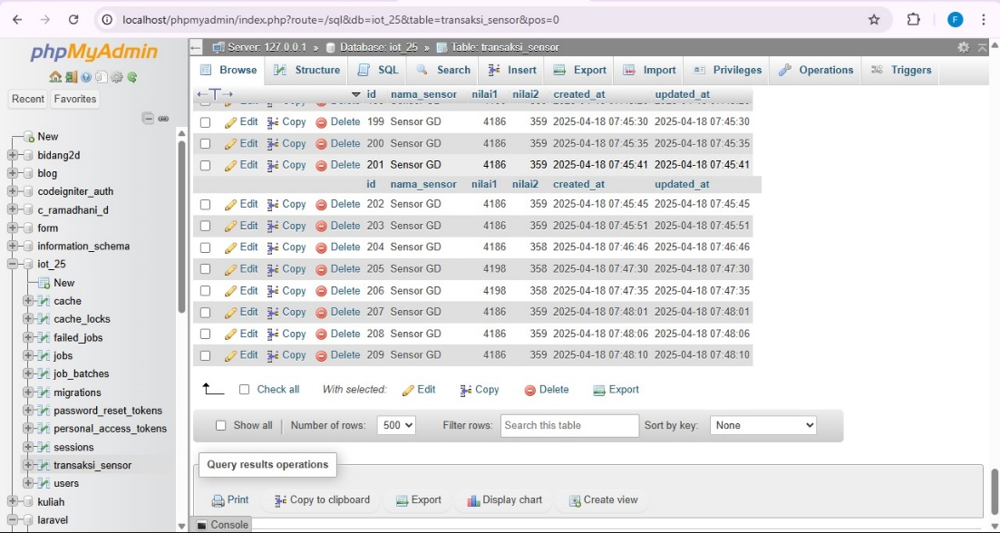 localhost/phpmyadmin/index.php?route=/sql&db=iot_25&table=transaksi_sensor&pos=0
F
phpMyAdmin
Recent Favorites
New
bidang2d
blog
codeigniter_auth
c_ramadhani_d
form
information_schema
iot_25
New
cache
cache_locks
failed_jobs
jobs
job_batches
migrations
password_reset_tokens
personal_access_tokens
sessions
transaksi_sensor
users
kuliah
laravel
Server: 127.0.0.1 » Database: iot_25 » Table: transaksi_sensor
Browse Structure SQL Search Insert Export Import Privileges Operations Triggers
←T→ id nama_sensor nilai1 nilai2 created_at updated_at
Edit Copy Delete 199 Sensor GD 4186 359 2025-04-18 07:45:30 2025-04-18 07:45:30
Edit Copy Delete 200 Sensor GD 4186 359 2025-04-18 07:45:35 2025-04-18 07:45:35
Edit Copy Delete 201 Sensor GD 4186 359 2025-04-18 07:45:41 2025-04-18 07:45:41
id nama_sensor nilai1 nilai2 created_at updated_at
Edit Copy Delete 202 Sensor GD 4186 359 2025-04-18 07:45:45 2025-04-18 07:45:45
Edit Copy Delete 203 Sensor GD 4186 359 2025-04-18 07:45:51 2025-04-18 07:45:51
Edit Copy Delete 204 Sensor GD 4186 358 2025-04-18 07:46:46 2025-04-18 07:46:46
Edit Copy Delete 205 Sensor GD 4198 358 2025-04-18 07:47:30 2025-04-18 07:47:30
Edit Copy Delete 206 Sensor GD 4198 358 2025-04-18 07:47:35 2025-04-18 07:47:35
Edit Copy Delete 207 Sensor GD 4186 359 2025-04-18 07:48:01 2025-04-18 07:48:01
Edit Copy Delete 208 Sensor GD 4186 359 2025-04-18 07:48:06 2025-04-18 07:48:06
Edit Copy Delete 209 Sensor GD 4186 359 2025-04-18 07:48:10 2025-04-18 07:48:10
Check all With selected: Edit Copy Delete Export
Show all Number of rows: 500 Filter rows: Search this table Sort by key: None
Query results operations
Print Copy to clipboard Export Display chart Create view
Console